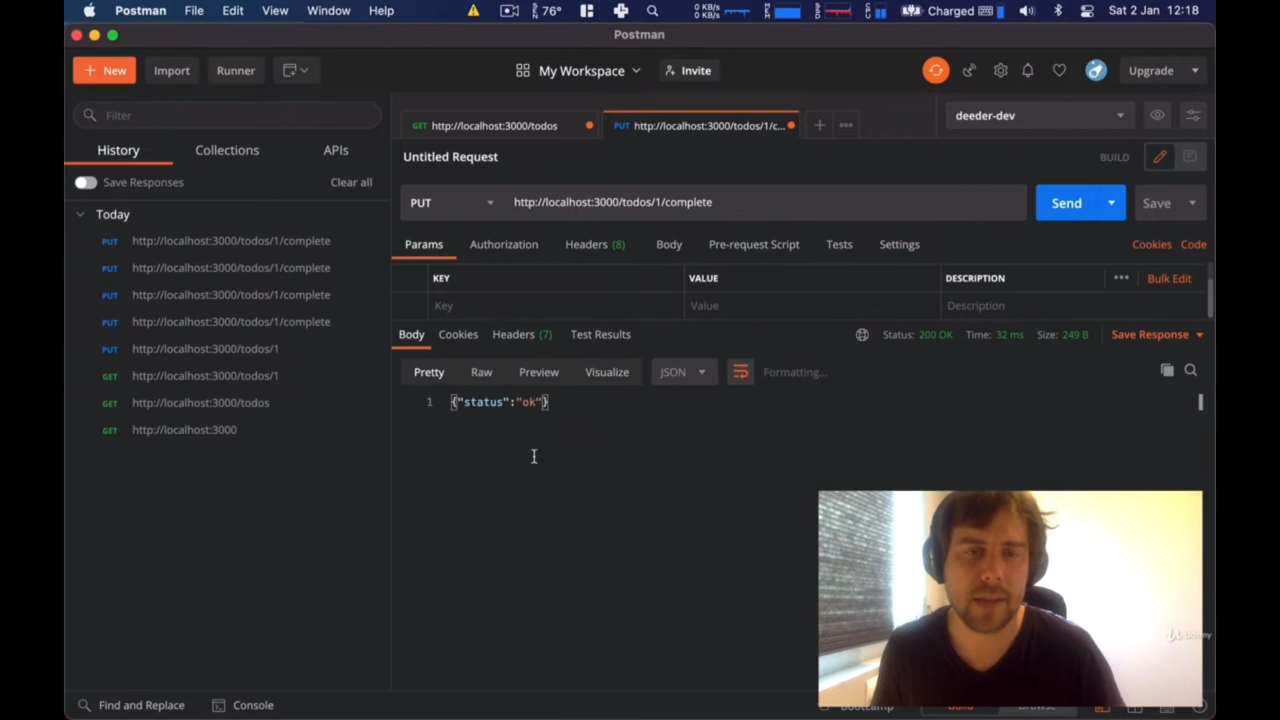 Postman File Edit View Window Help 76° 0 KB/s 0 KB/s Charged Sat 2 Jan 12:18
Postman
New Import Runner My Workspace Invite Upgrade
Filter
GET http://localhost:3000/todos PUT http://localhost:3000/todos/1/c... deeder-dev
History Collections APIs
Untitled Request BUILD
Save Responses Clear all
PUT http://localhost:3000/todos/1/complete Send Save
Today
PUT http://localhost:3000/todos/1/complete
PUT http://localhost:3000/todos/1/complete
PUT http://localhost:3000/todos/1/complete
PUT http://localhost:3000/todos/1/complete
PUT http://localhost:3000/todos/1
GET http://localhost:3000/todos/1
GET http://localhost:3000/todos
GET http://localhost:3000
Params Authorization Headers (8) Body Pre-request Script Tests Settings Cookies Code
KEY VALUE DESCRIPTION ••• Bulk Edit
Key Value Description
Body Cookies Headers (7) Test Results Status: 200 OK Time: 32 ms Size: 249 B Save Response
Pretty Raw Preview Visualize JSON Formatting...
1 {"status":"ok"}
Udemy
Find and Replace Console Bootcamp Build Browse